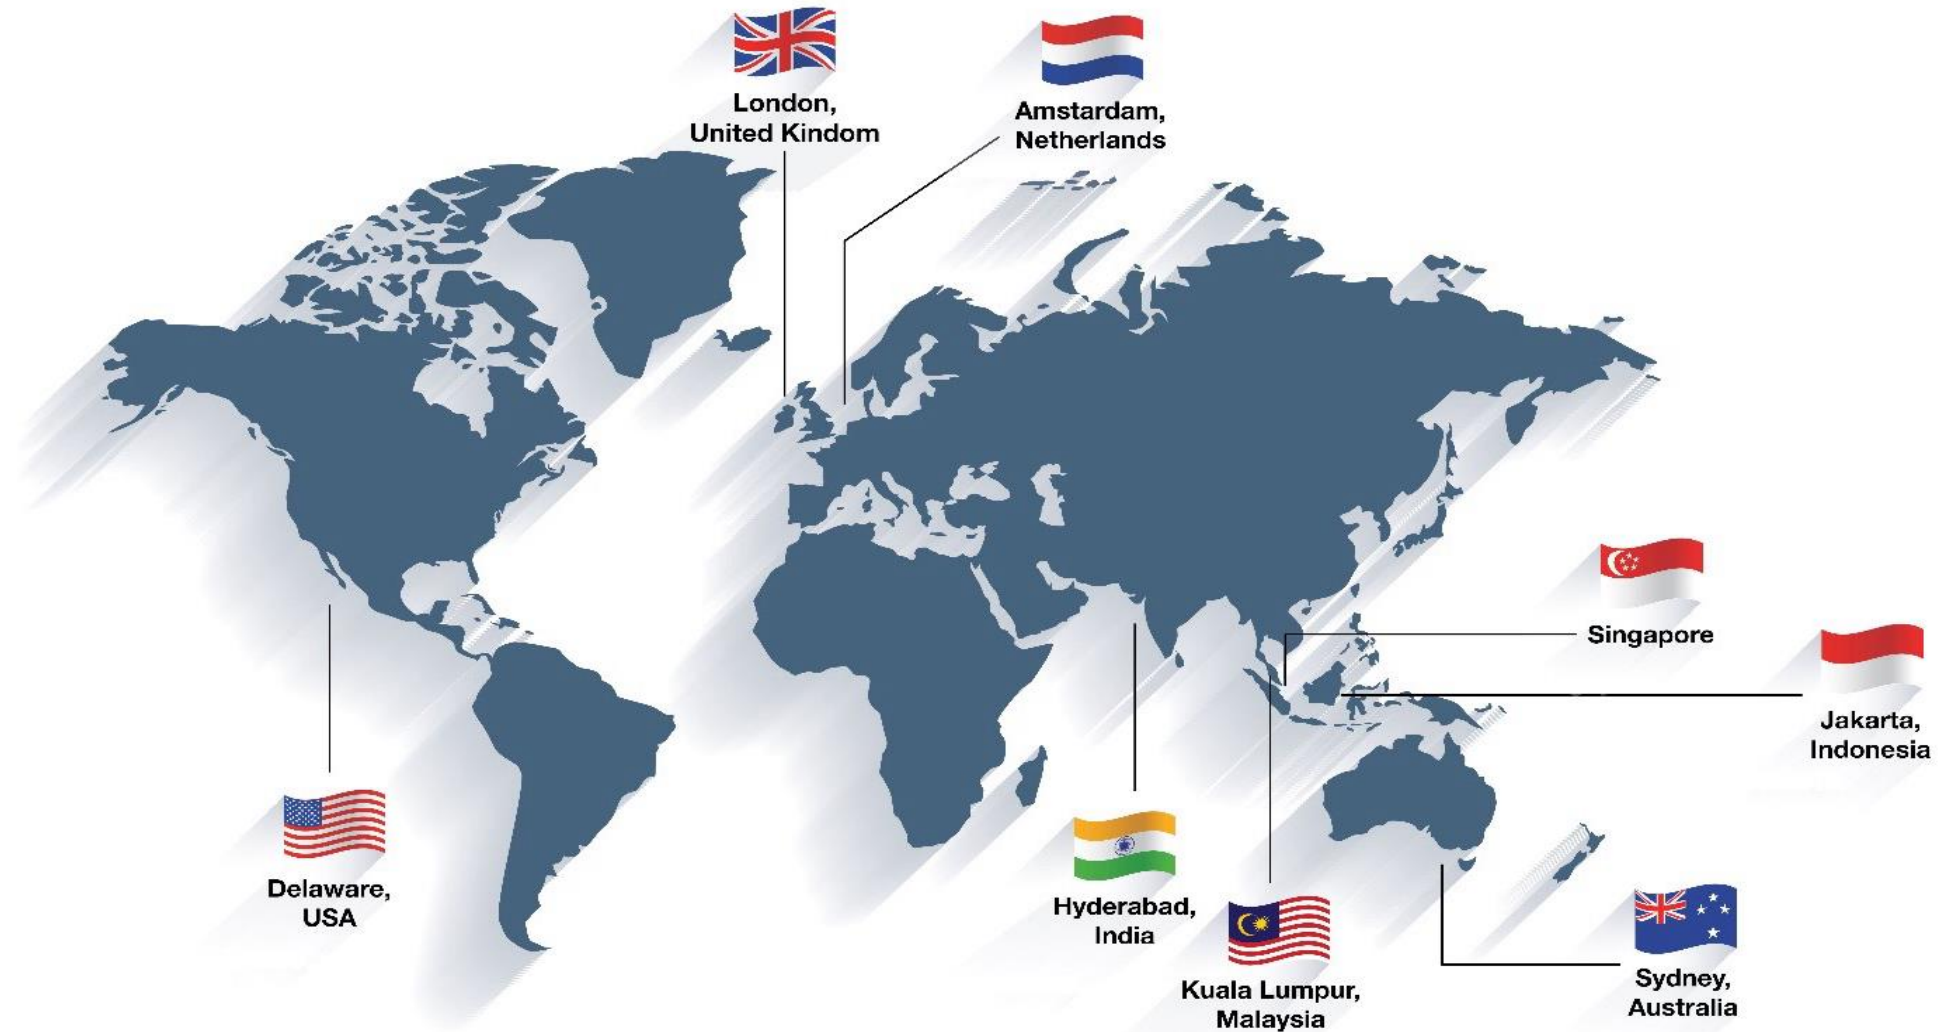 London,
United Kindom
Amstardam,
Netherlands
Singapore
Jakarta,
Indonesia
Delaware,
USA
Hyderabad,
India
Kuala Lumpur,
Malaysia
Sydney,
Australia